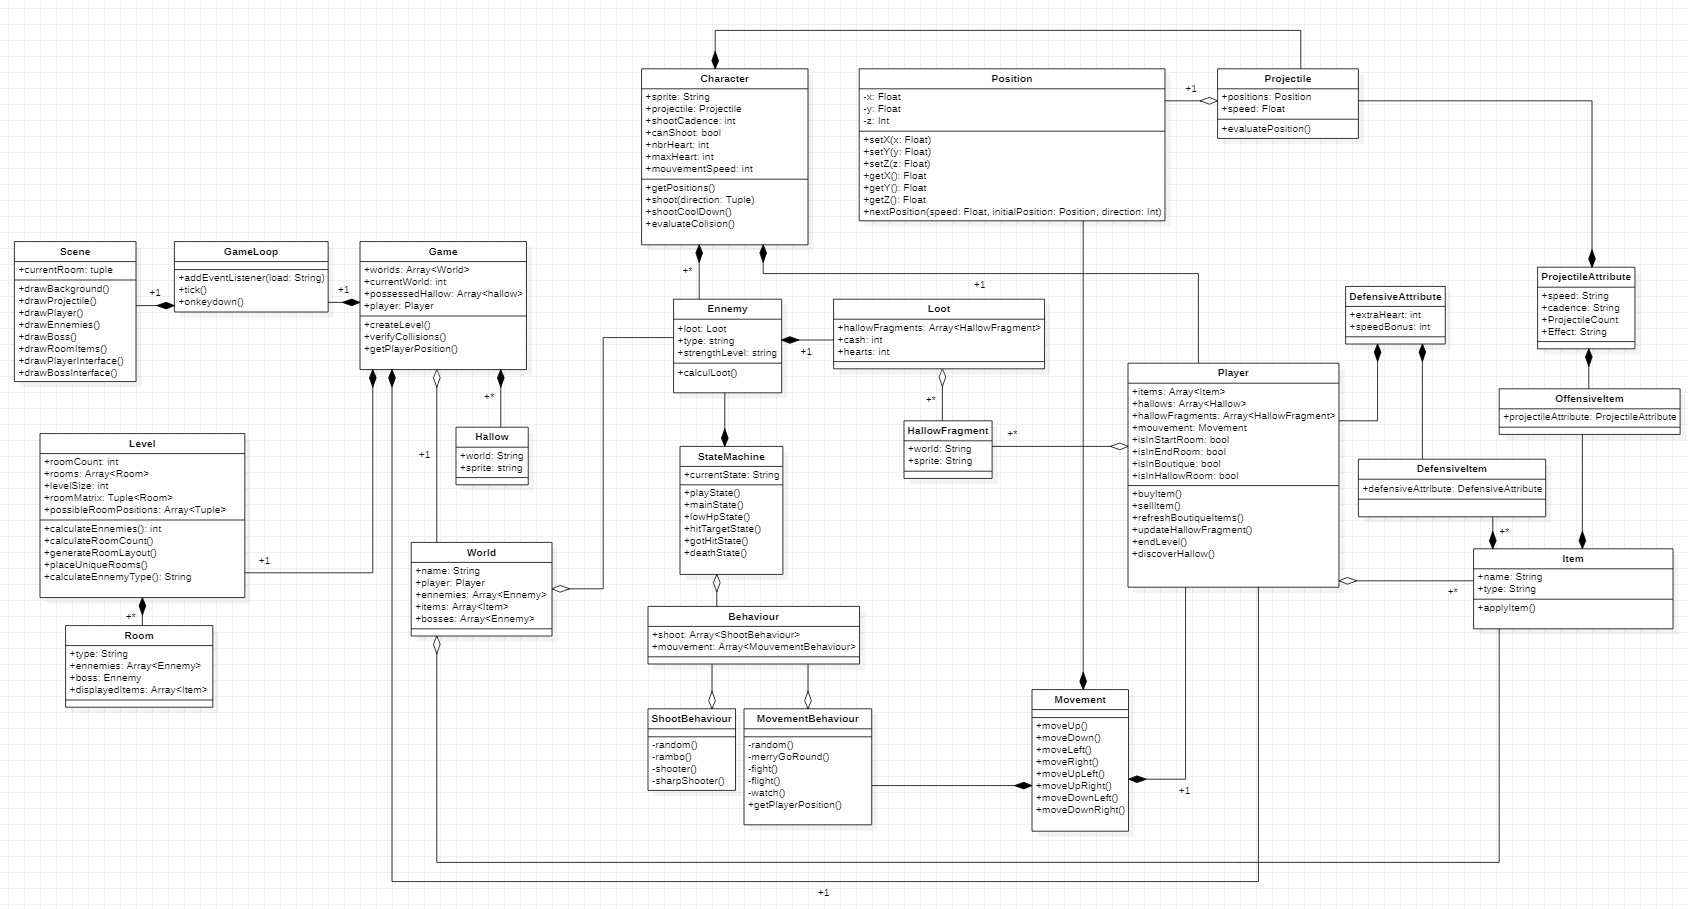 Character
+sprite: String
+projectile: Projectile
+shootCadence: int
+canShoot: bool
+nbrHeart: int
+maxHeart: int
+mouvementSpeed: int
+getPositions()
+shoot(direction: Tuple)
+shootCoolDown()
+evaluateColision()
Position
-x: Float
-y: Float
-z: Int
+setX(x: Float)
+setY(y: Float)
+setZ(z: Float)
+getX(): Float
+getY(): Float
+getZ(): Float
+nextPosition(speed: Float, initialPosition: Position, direction: Int)
+1
Projectile
+positions: Position
+speed: Float
+evaluatePosition()
Scene
+currentRoom: tuple
+drawBackground()
+drawProjectile()
+drawPlayer()
+drawEnnemies()
+drawBoss()
+drawRoomItems()
+drawPlayerInterface()
+drawBossInterface()
+1
GameLoop
+addEventListener(load: String)
+tick()
+onkeydown()
+1
Game
+worlds: Array<World>
+currentWorld: int
+possessedHallow: Array<hallow>
+player: Player
+createLevel()
+verifyCollisions()
+getPlayerPosition()
+*
+1
Ennemy
+loot: Loot
+type: string
+strengthLevel: string
+calculLoot()
+1
Loot
+hallowFragments: Array<HallowFragment>
+cash: int
+hearts: int
+*
DefensiveAttribute
+extraHeart: int
+speedBonus: int
ProjectileAttribute
+speed: String
+cadence: String
+ProjectileCount
+Effect: String
Player
+items: Array<Item>
+hallows: Array<Hallow>
+hallowFragments: Array<HallowFragment>
+mouvement: Movement
+isInStartRoom: bool
+isInEndRoom: bool
+isInBoutique: bool
+isInHallowRoom: bool
+buyItem()
+sellItem()
+refreshBoutiqueItems()
+updateHallowFragment()
+endLevel()
+discoverHallow()
OffensiveItem
+projectileAttribute: ProjectileAttribute
+*
Hallow
+world: String
+sprite: string
HallowFragment
+world: String
+sprite: String
+*
Level
+roomCount: int
+rooms: Array<Room>
+levelSize: int
+roomMatrix: Tuple<Room>
+possibleRoomPositions: Array<Tuple>
+calculateEnnemies(): int
+calculateRoomCount()
+generateRoomLayout()
+placeUniqueRooms()
+calculateEnnemyType(): String
+1
+1
StateMachine
+currentState: String
+playState()
+mainState()
+lowHpState()
+hitTargetState()
+gotHitState()
+deathState()
DefensiveItem
+defensiveAttribute: DefensiveAttribute
+*
World
+name: String
+player: Player
+ennemies: Array<Ennemy>
+items: Array<Item>
+bosses: Array<Ennemy>
Item
+name: String
+type: String
+applyItem()
+*
+*
Room
+type: String
+ennemies: Array<Ennemy>
+boss: Ennemy
+displayedItems: Array<Item>
Behaviour
+shoot: Array<ShootBehaviour>
+mouvement: Array<MouvementBehaviour>
ShootBehaviour
-random()
-rambo()
-shooter()
-sharpShooter()
MovementBehaviour
-random()
-merryGoRound()
-fight()
-flight()
-watch()
+getPlayerPosition()
Movement
+moveUp()
+moveDown()
+moveLeft()
+moveRight()
+moveUpLeft()
+moveUpRight()
+moveDownLeft()
+moveDownRight()
+1
+1